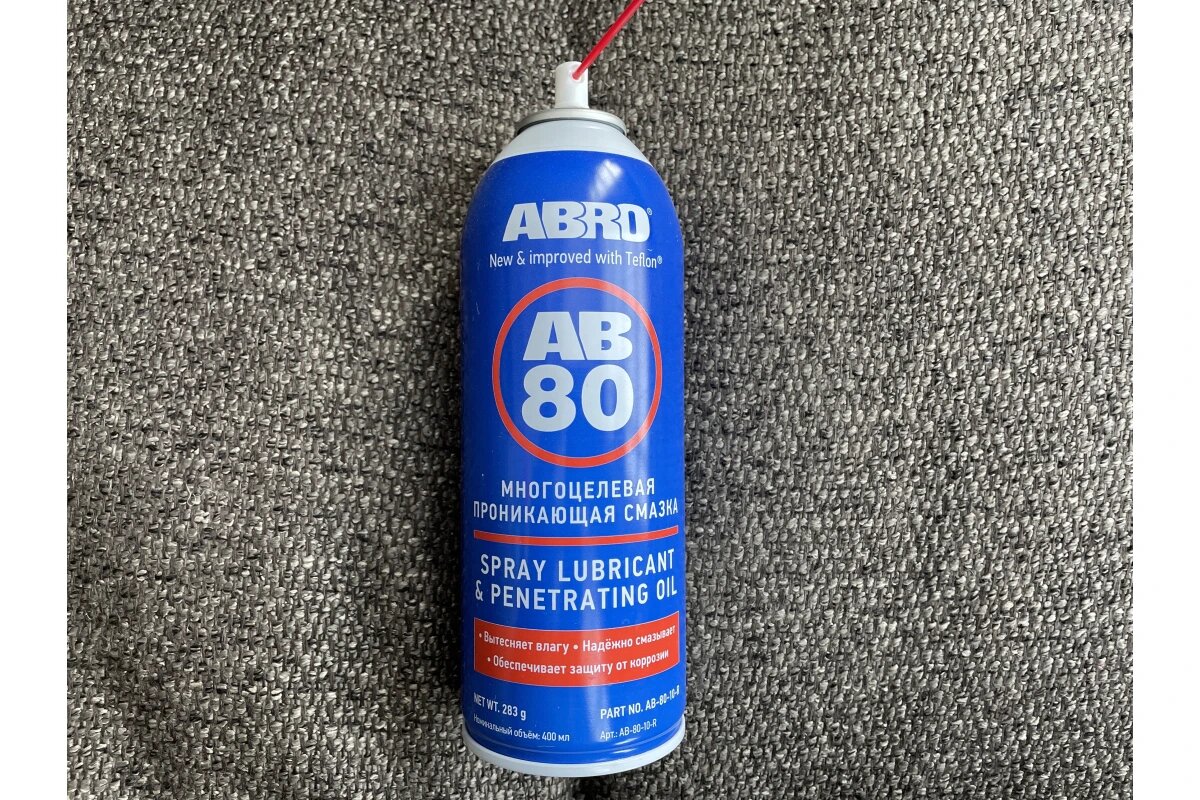 ABRO®
New & improved with Teflon®
AB
80
МНОГОЦЕЛЕВАЯ
ПРОНИКАЮЩАЯ СМАЗКА
SPRAY LUBRICANT
& PENETRATING OIL
• Вытесняет влагу • Надёжно смазывает
• Обеспечивает защиту от коррозии
NET WT. 283 g PART NO. AB-80-10-R
Номинальный объём: 400 мл Арт.: AB-80-10-R